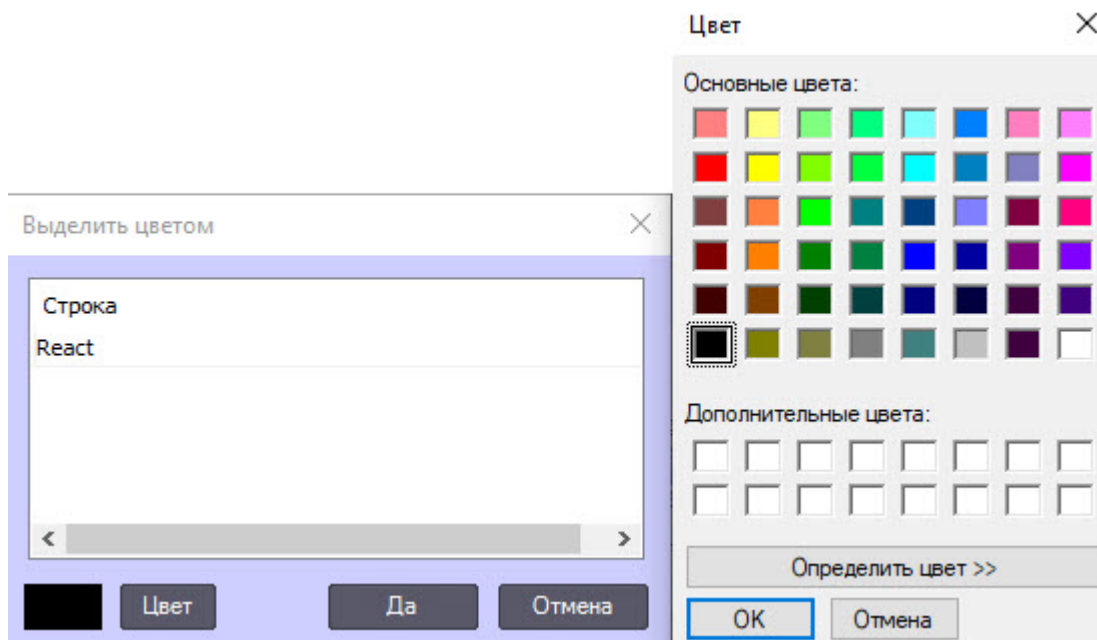 Выделить цветом
Строка
React
Цвет
Да
Отмена
Цвет
Основные цвета:
Дополнительные цвета:
Определить цвет >>
OK
Отмена